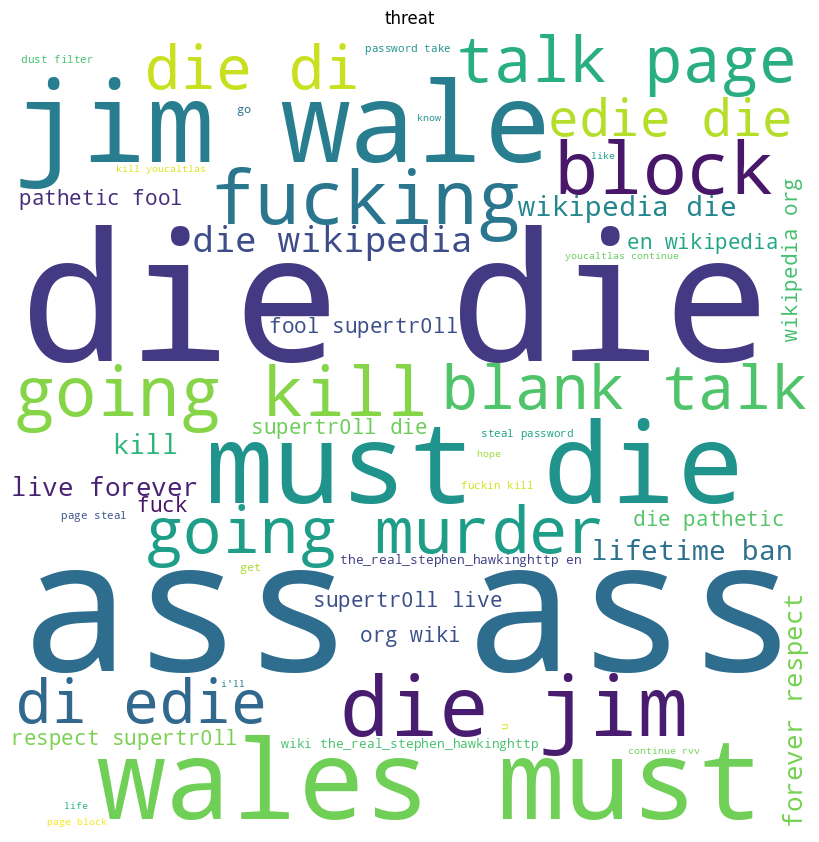 threat
dust filter
die di
password take
talk page
jim wale
go
know
edie die
kill youcaltlas
like
block
pathetic fool
fucking
wikipedia die
wikipedia org
die wikipedia
en wikipedia
youcaltlas continue
die die
fool supertr0ll
going kill
blank talk
supertr0ll die
must die
steal password
kill
hope
live forever
fuck
fuckin kill
page steal
going murder
die pathetic
the_real_stephen_hawkinghttp en
lifetime ban
get
ass ass
supertr0ll live
org wiki
forever respect
di edie
i'll
die jim
respect supertr0ll
wiki the_real_stephen_hawkinghttp
u
continue rvv
wales must
life
page block